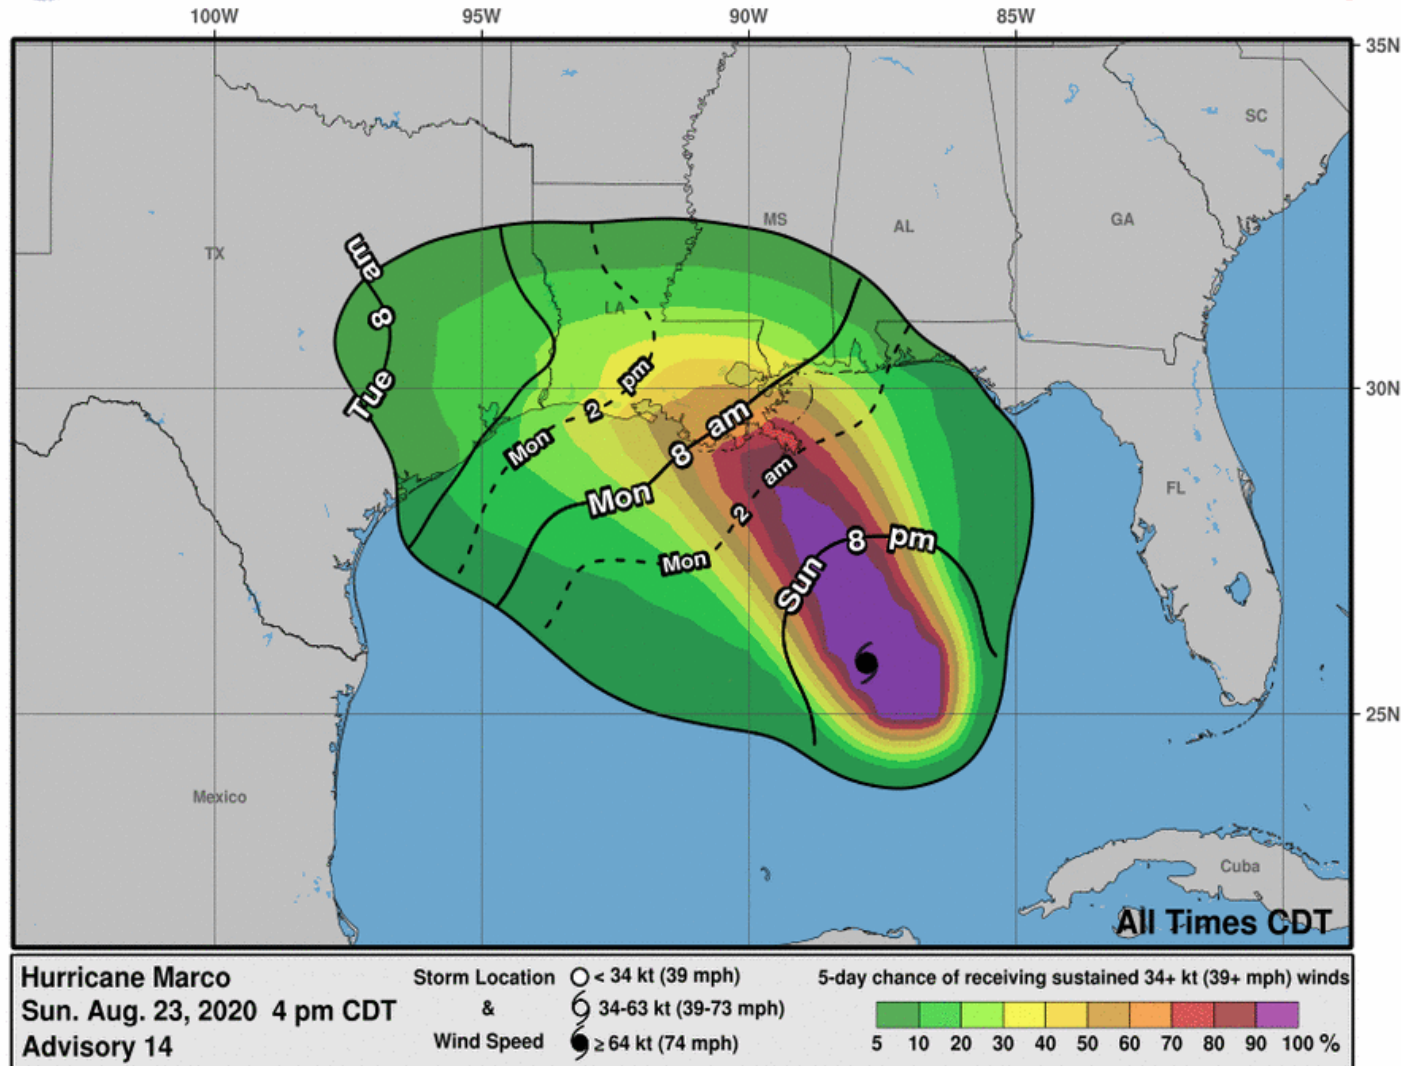 100W 95W 90W 85W
35N
SC
MS
AL
GA
TX
am
8
Tue
LA
pm
2
Mon
30N
am
8
Mon
am
2
Mon
FL
8 pm
Sun
25N
Mexico
Cuba
All Times CDT
Hurricane Marco
Sun. Aug. 23, 2020 4 pm CDT
Advisory 14
Storm Location
&
Wind Speed
< 34 kt (39 mph)
34-63 kt (39-73 mph)
≥ 64 kt (74 mph)
5-day chance of receiving sustained 34+ kt (39+ mph) winds
5 10 20 30 40 50 60 70 80 90 100 %